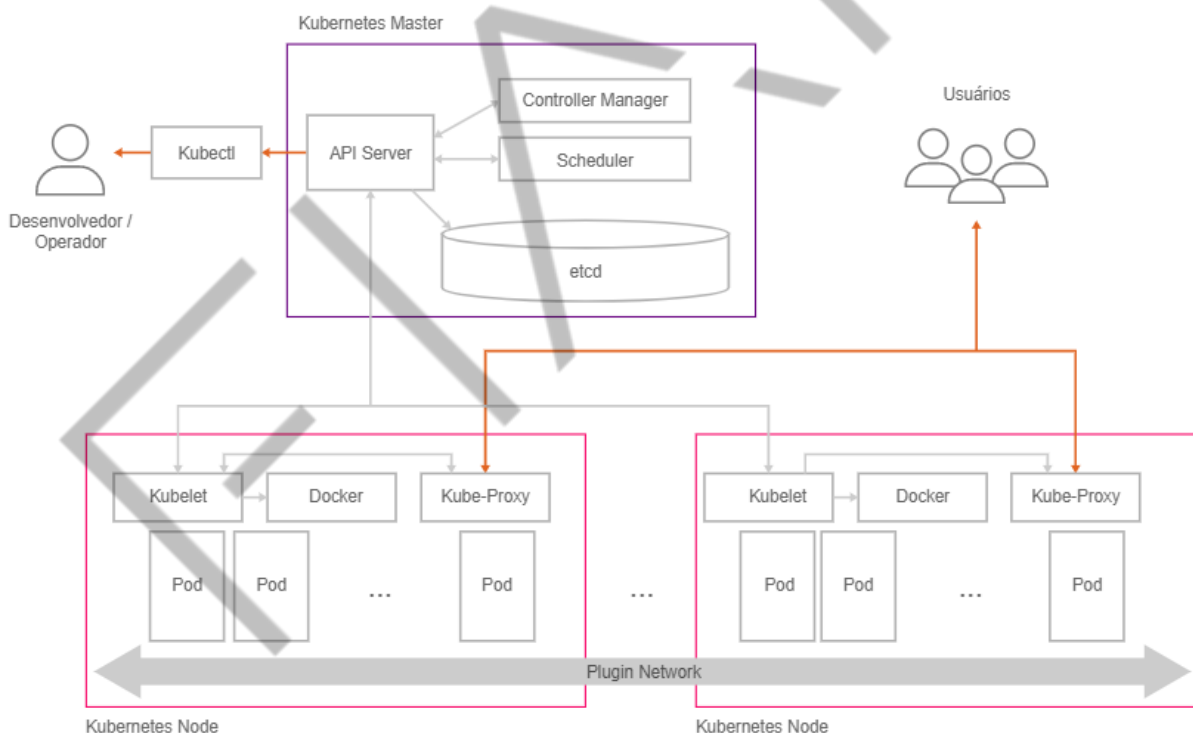 Kubernetes Master
Controller Manager
Usuários
Kubectl
API Server
Scheduler
Desenvolvedor /
Operador
etcd
Kubelet
Docker
Kube-Proxy
Kubelet
Docker
Kube-Proxy
Pod
Pod
...
Pod
...
Pod
Pod
...
Pod
Plugin Network
Kubernetes Node
Kubernetes Node